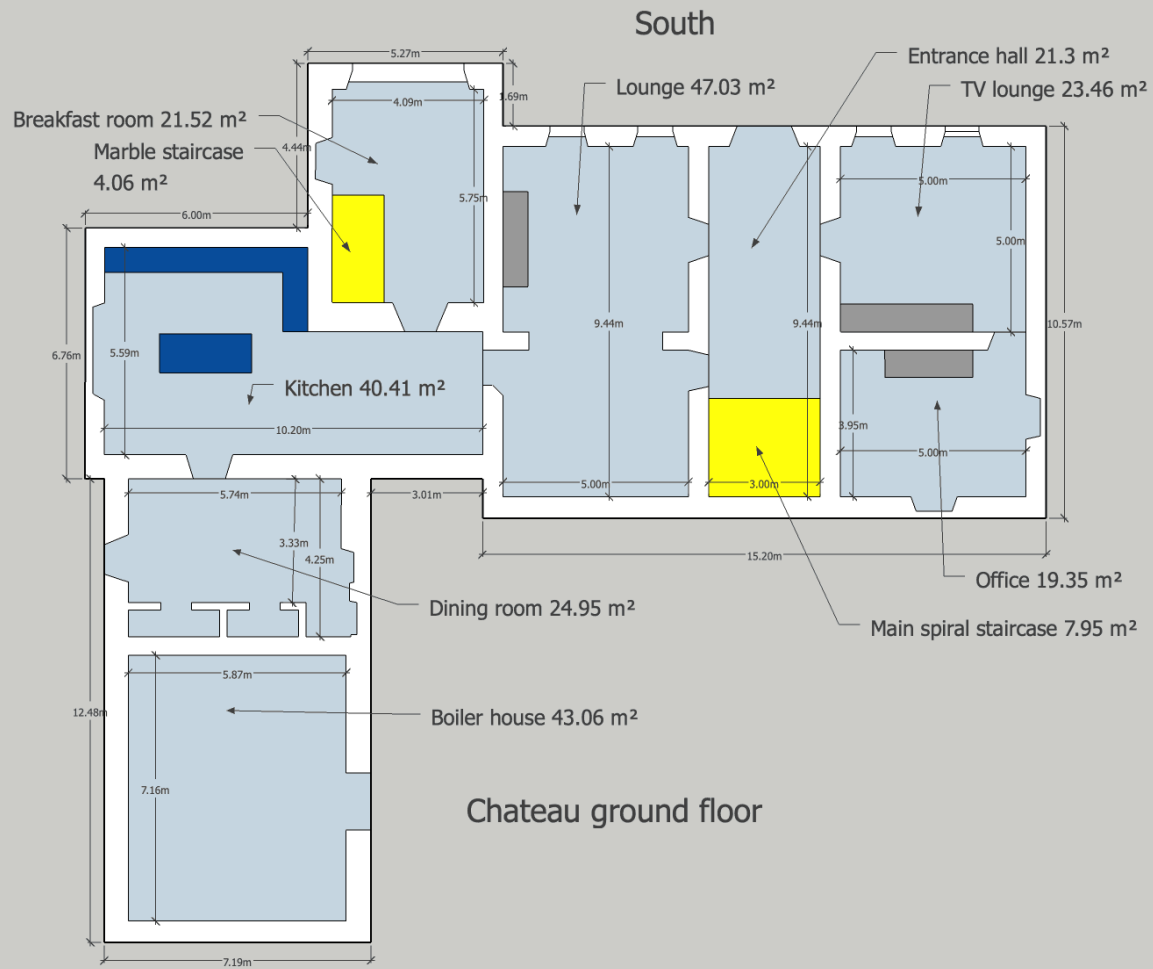 South
5.27m
Entrance hall 21.3 m²
Lounge 47.03 m²
TV lounge 23.46 m²
1.69m
4.09m
Breakfast room 21.52 m²
4.44m
Marble staircase
4.06 m²
5.00m
5.75m
6.00m
5.00m
9.44m
9.44m
10.57m
6.76m
5.59m
Kitchen 40.41 m²
10.20m
3.95m
5.00m
5.00m
3.00m
5.74m
3.01m
3.33m
4.25m
15.20m
Office 19.35 m²
Dining room 24.95 m²
Main spiral staircase 7.95 m²
5.87m
12.48m
Boiler house 43.06 m²
7.16m
Chateau ground floor
7.19m